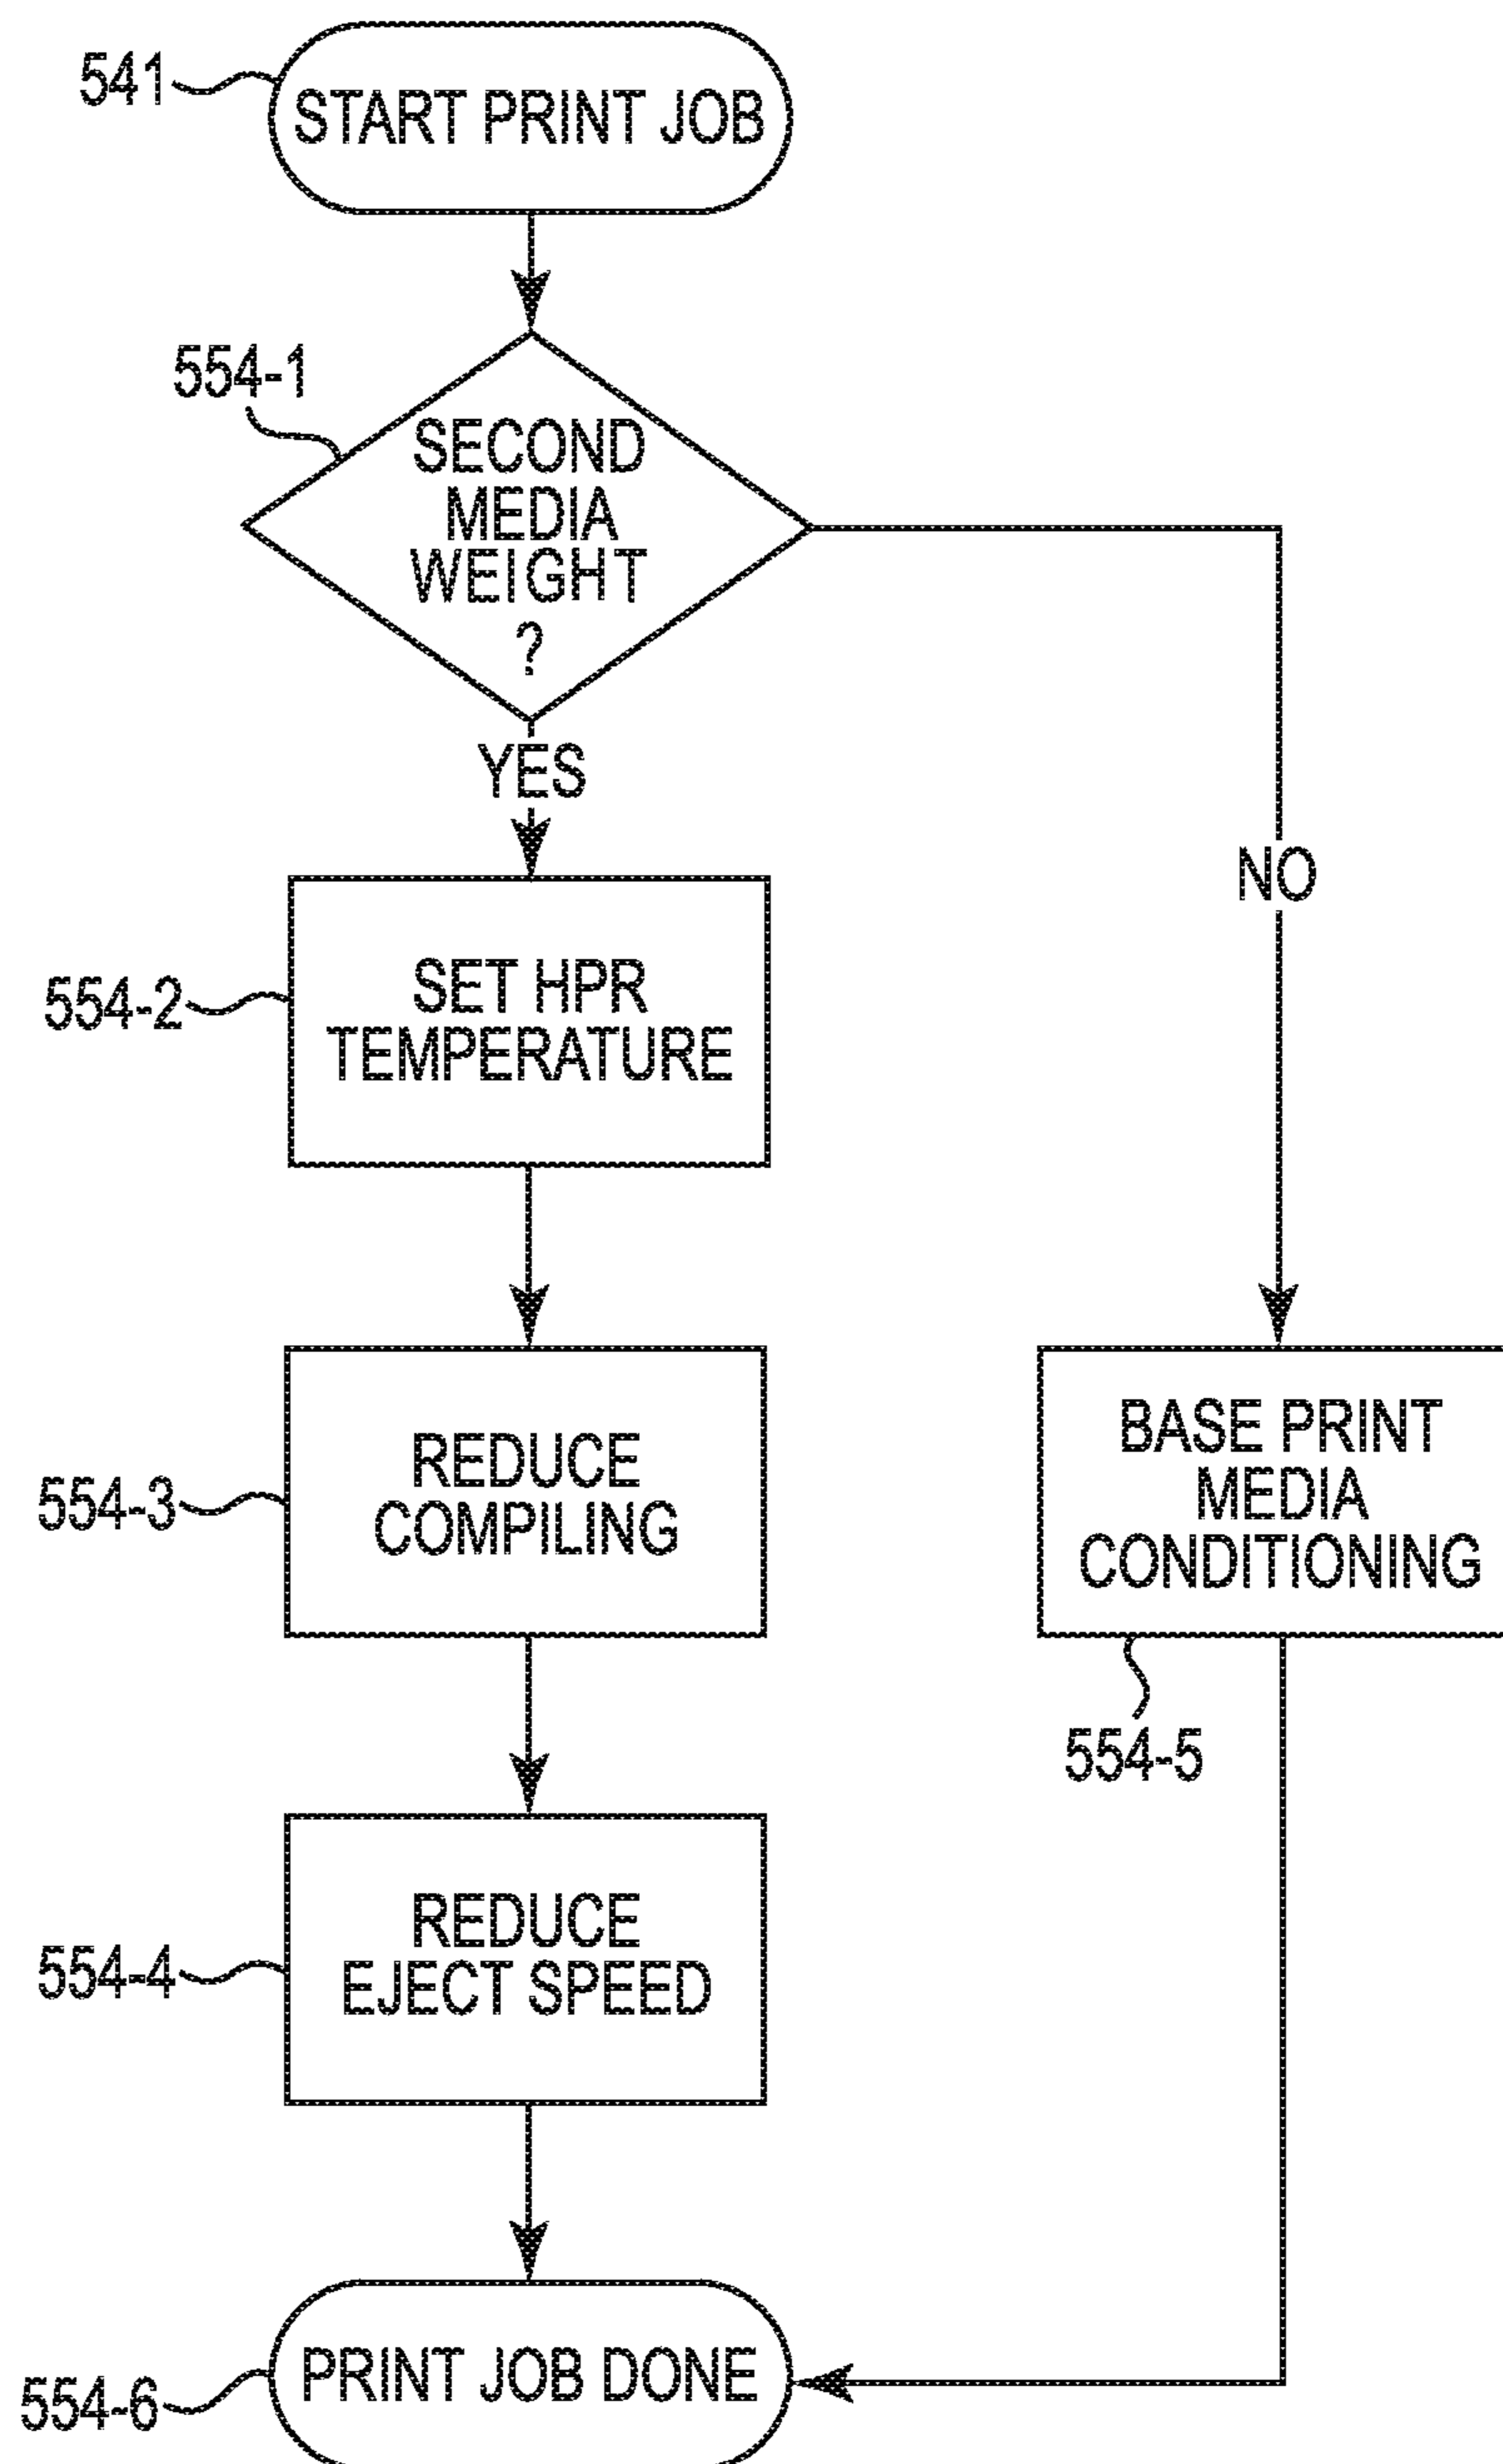 541
START PRINT JOB
554-1
SECOND
MEDIA
WEIGHT
?
YES
NO
554-2
SET HPR
TEMPERATURE
554-3
REDUCE
COMPILING
BASE PRINT
MEDIA
CONDITIONING
554-5
554-4
REDUCE
EJECT SPEED
554-6
PRINT JOB DONE